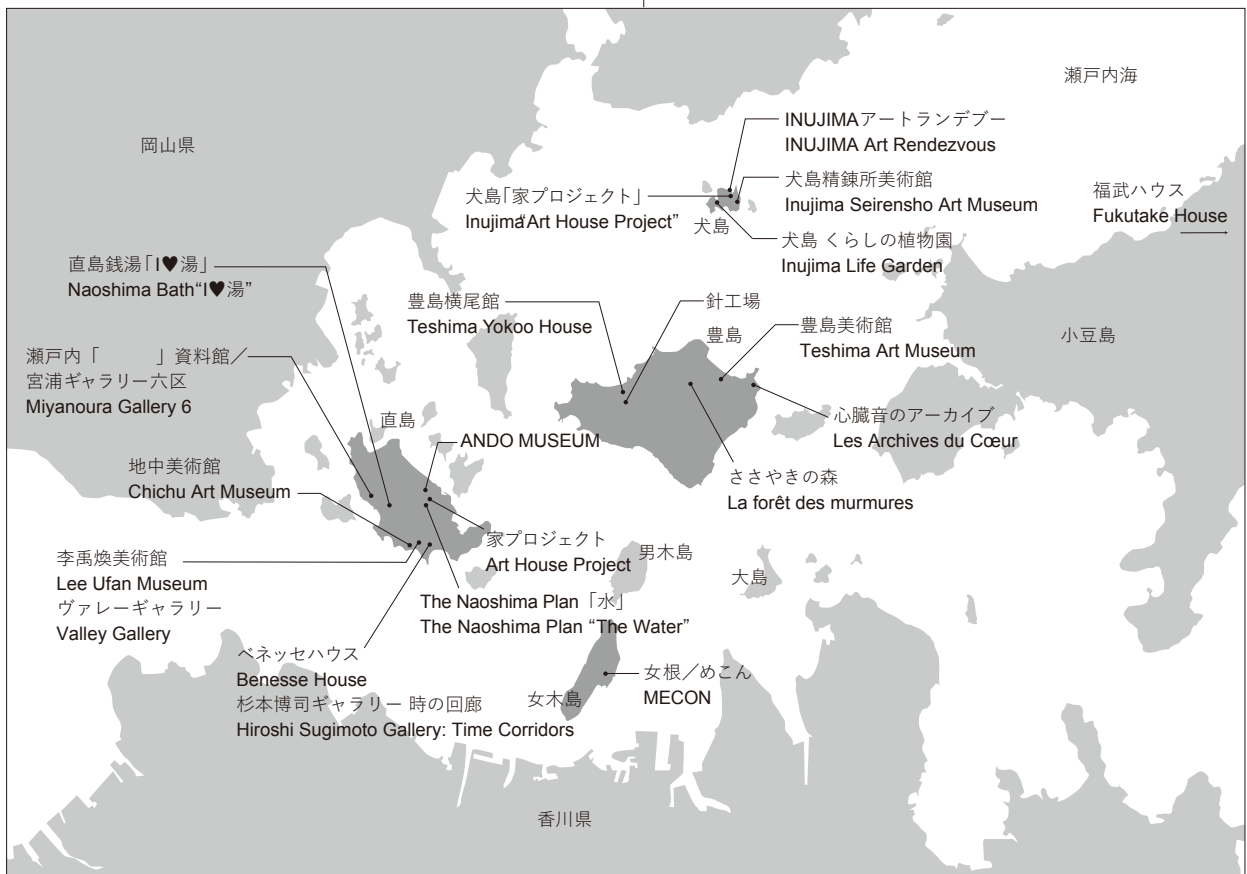 瀬戸内海
岡山県
INUJIMAアートランデブー
INUJIMA Art Rendezvous
犬島「家プロジェクト」
Inujima“Art House Project”
犬島精錬所美術館
Inujima Seirensho Art Museum
福武ハウス
Fukutake House
犬島
犬島 くらしの植物園
Inujima Life Garden
直島銭湯「I♥湯」
Naoshima Bath“I♥湯”
豊島横尾館
Teshima Yokoo House
針工場
豊島
豊島美術館
Teshima Art Museum
小豆島
瀬戸内「　　　」資料館／
宮浦ギャラリー六区
Miyanoura Gallery 6
直島
ANDO MUSEUM
心臓音のアーカイブ
Les Archives du Cœur
地中美術館
Chichu Art Museum
ささやきの森
La forêt des murmures
家プロジェクト
Art House Project
男木島
大島
李禹煥美術館
Lee Ufan Museum
ヴァレーギャラリー
Valley Gallery
The Naoshima Plan「水」
The Naoshima Plan “The Water”
ベネッセハウス
Benesse House
杉本博司ギャラリー 時の回廊
Hiroshi Sugimoto Gallery: Time Corridors
女木島
女根／めこん
MECON
香川県